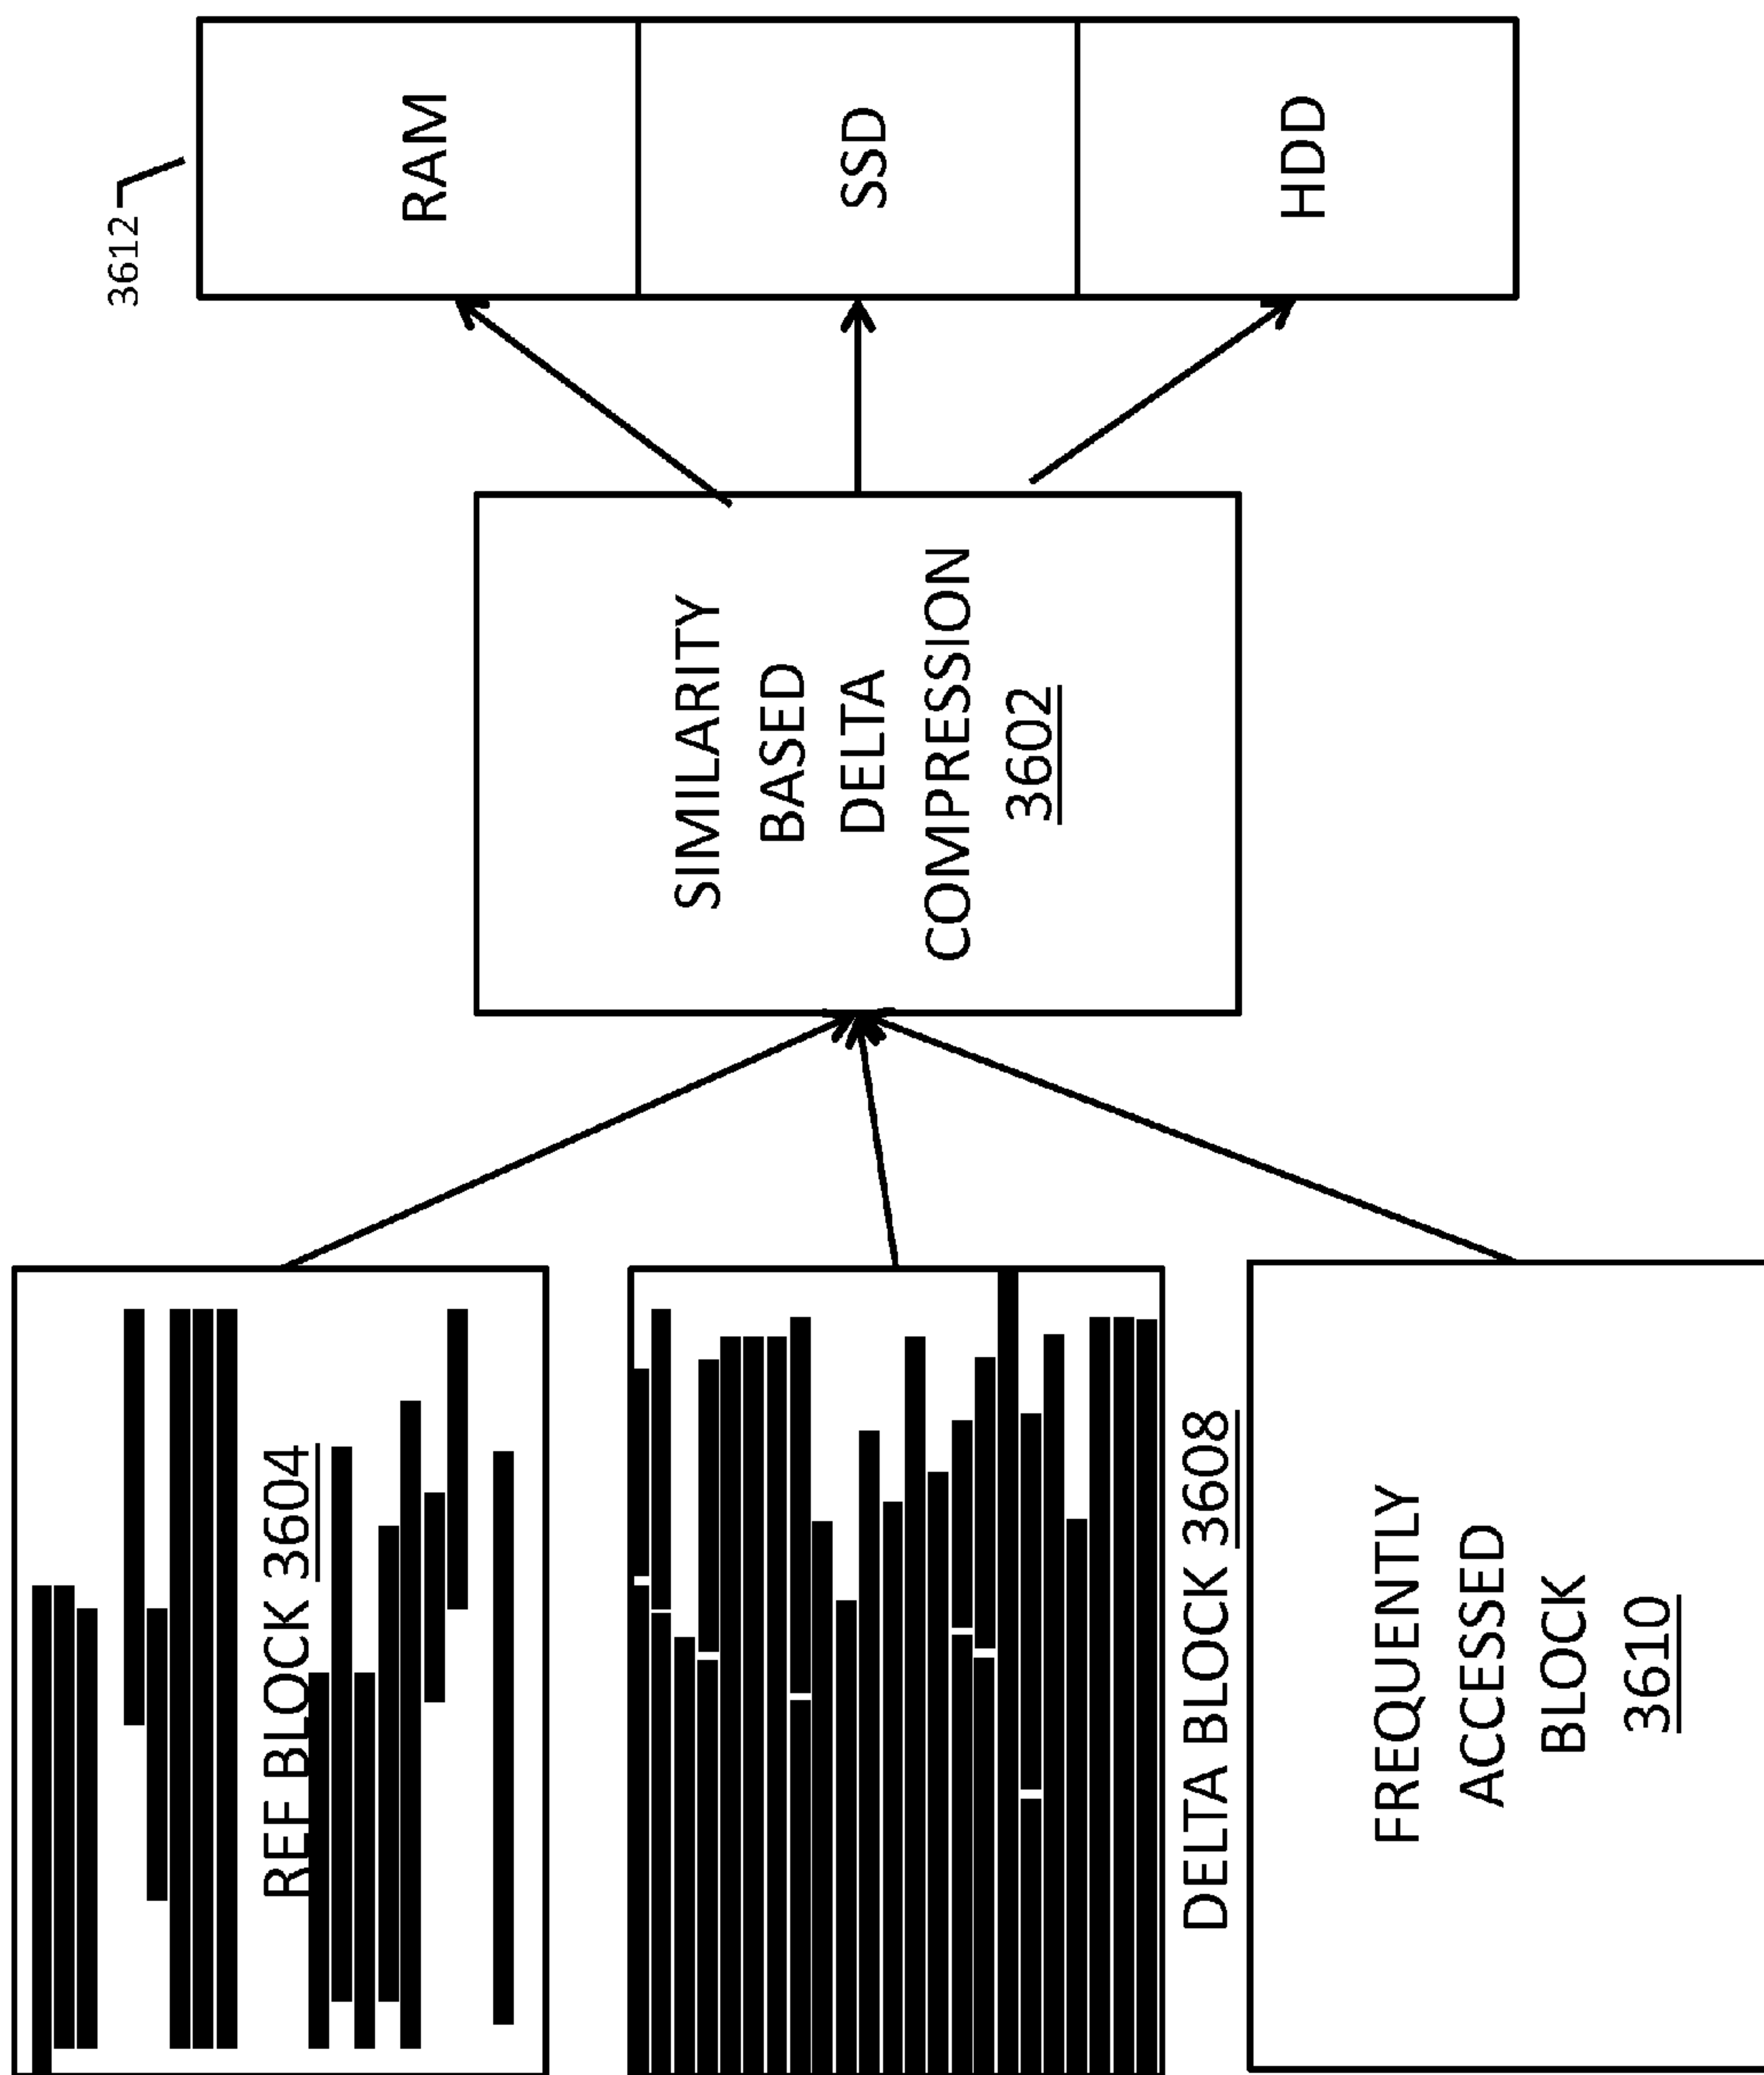 REF BLOCK 3604
DELTA BLOCK 3608
FREQUENTLY
ACCESSED
BLOCK
3610
SIMILARITY
BASED
DELTA
COMPRESSION
3602
3612
RAM
SSD
HDD